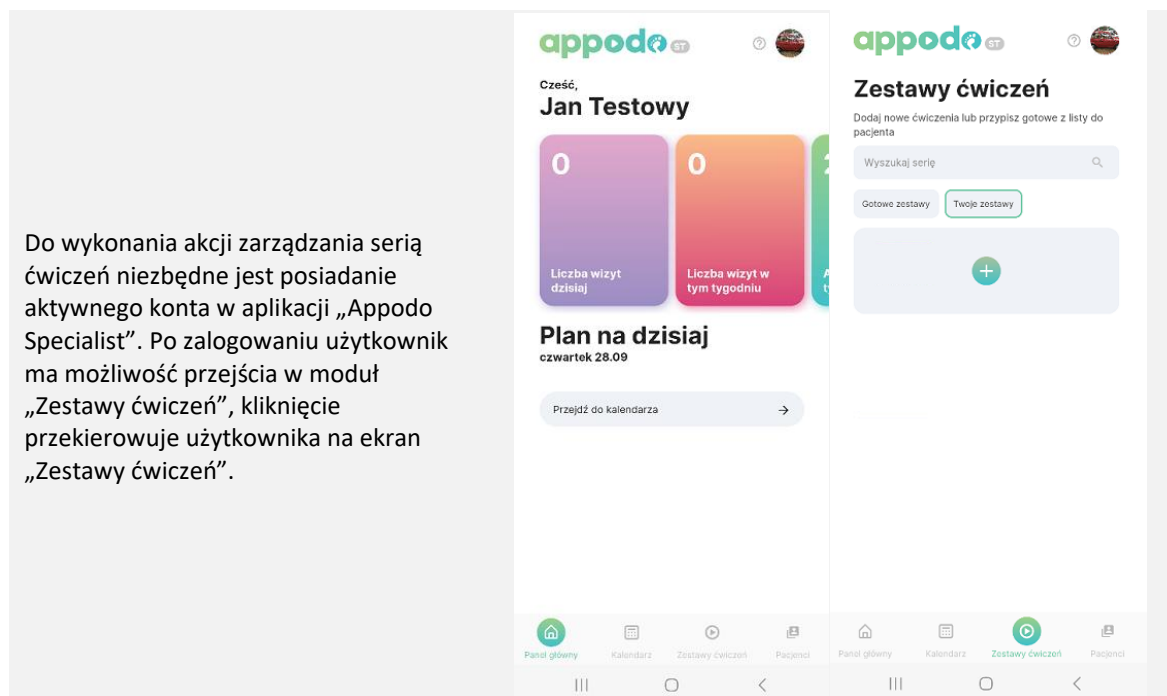 Do wykonania akcji zarządzania serią
ćwiczeń niezbędne jest posiadanie
aktywnego konta w aplikacji „Appodo
Specialist”. Po zalogowaniu użytkownik
ma możliwość przejścia w moduł
„Zestawy ćwiczeń”, kliknięcie
przekierowuje użytkownika na ekran
„Zestawy ćwiczeń”.
appodo ST
Cześć,
Jan Testowy
0
Liczba wizyt
dzisiaj
0
Liczba wizyt w
tym tygodniu
Plan na dzisiaj
czwartek 28.09
Przejdź do kalendarza
Panel główny
Kalendarz
Zestawy ćwiczeń
Pacjenci
appodo ST
Zestawy ćwiczeń
Dodaj nowe ćwiczenia lub przypisz gotowe z listy do
pacjenta
Wyszukaj serię
Gotowe zestawy
Twoje zestawy
Panel główny
Kalendarz
Zestawy ćwiczeń
Pacjenci